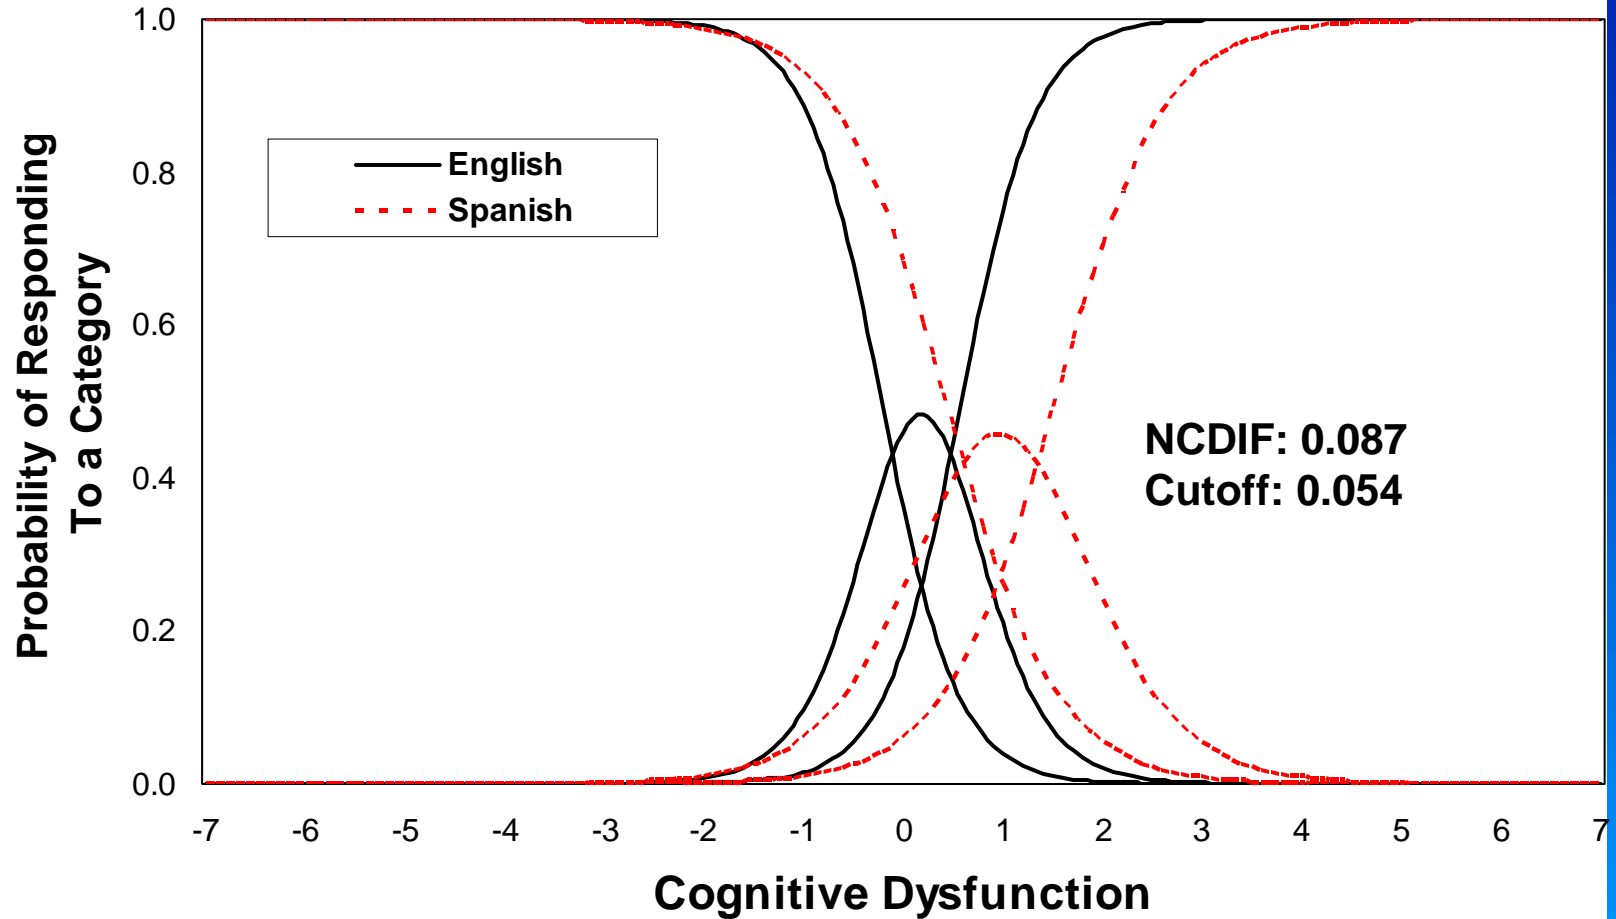 Probability of Responding
To a Category
1.0
0.8
0.6
0.4
0.2
0.0
English
Spanish
NCDIF: 0.087
Cutoff: 0.054
-7 -6 -5 -4 -3 -2 -1 0 1 2 3 4 5 6 7
Cognitive Dysfunction